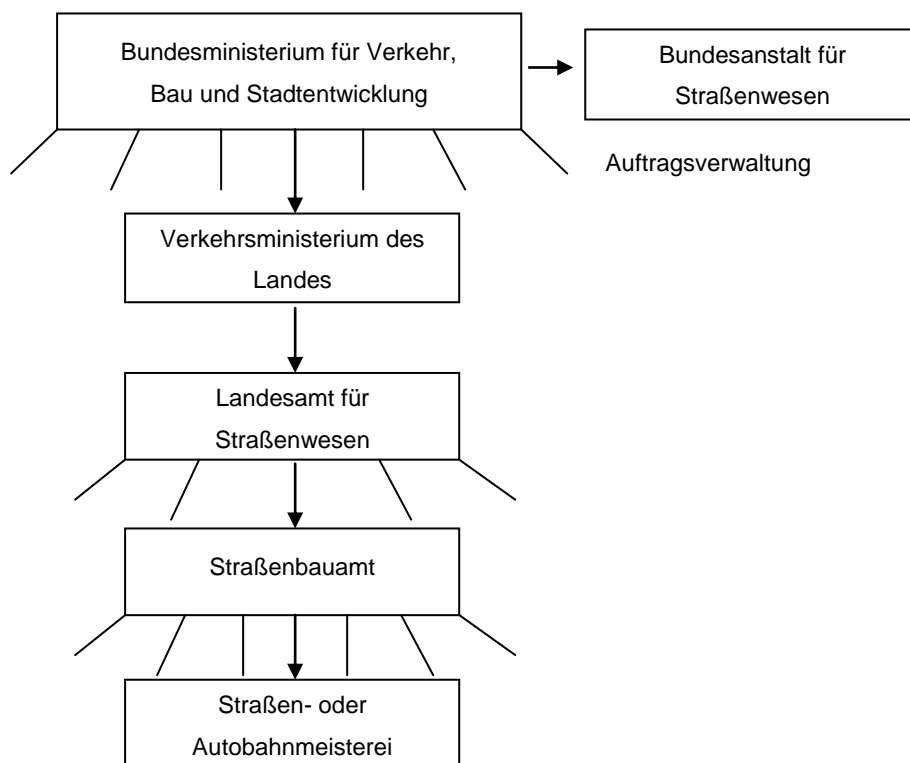 Bundesministerium für Verkehr,
Bau und Stadtentwicklung
Bundesanstalt für
Straßenwesen
Auftragsverwaltung
Verkehrsministerium des
Landes
Landesamt für
Straßenwesen
Straßenbauamt
Straßen- oder
Autobahnmeisterei